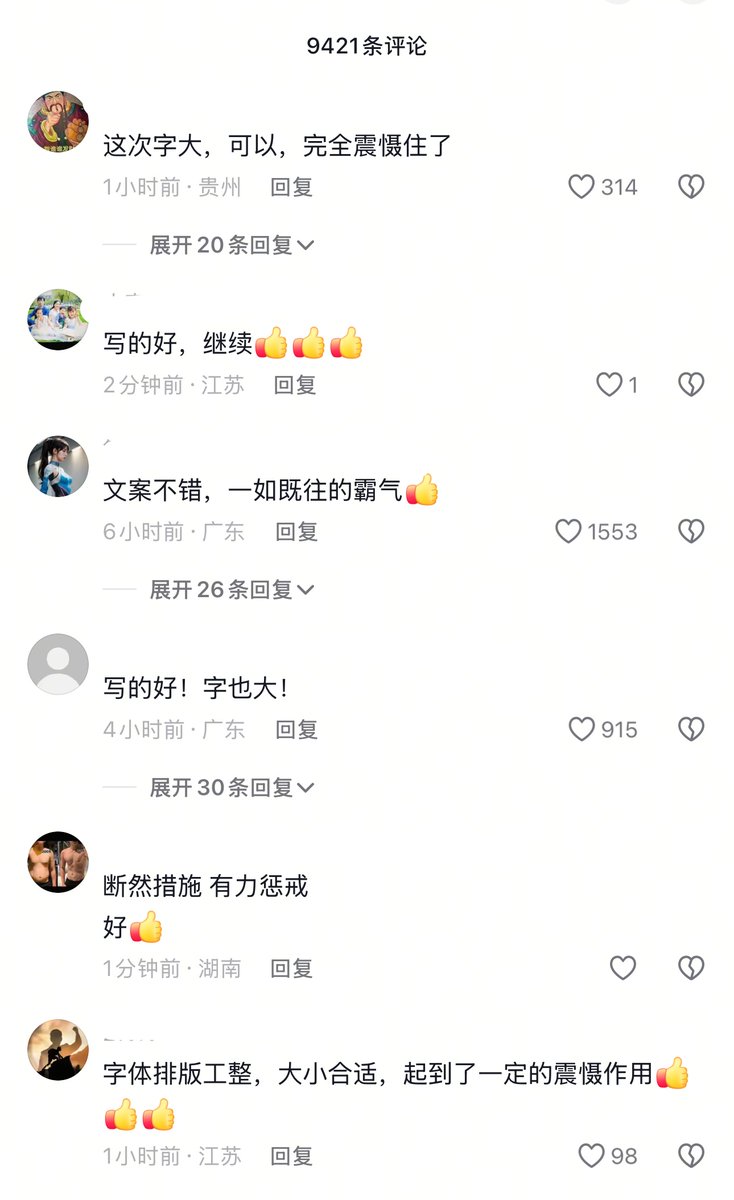 9421条评论
这次字大，可以，完全震慑住了
1小时前 · 贵州 回复
314
展开20条回复
写的好，继续👍👍👍
2分钟前 · 江苏 回复
1
文案不错，一如既往的霸气👍
6小时前 · 广东 回复
1553
展开26条回复
写的好！字也大！
4小时前 · 广东 回复
915
展开30条回复
断然措施 有力惩戒
好👍
1分钟前 · 湖南 回复
字体排版工整，大小合适，起到了一定的震慑作用👍
👍👍
1小时前 · 江苏 回复
98